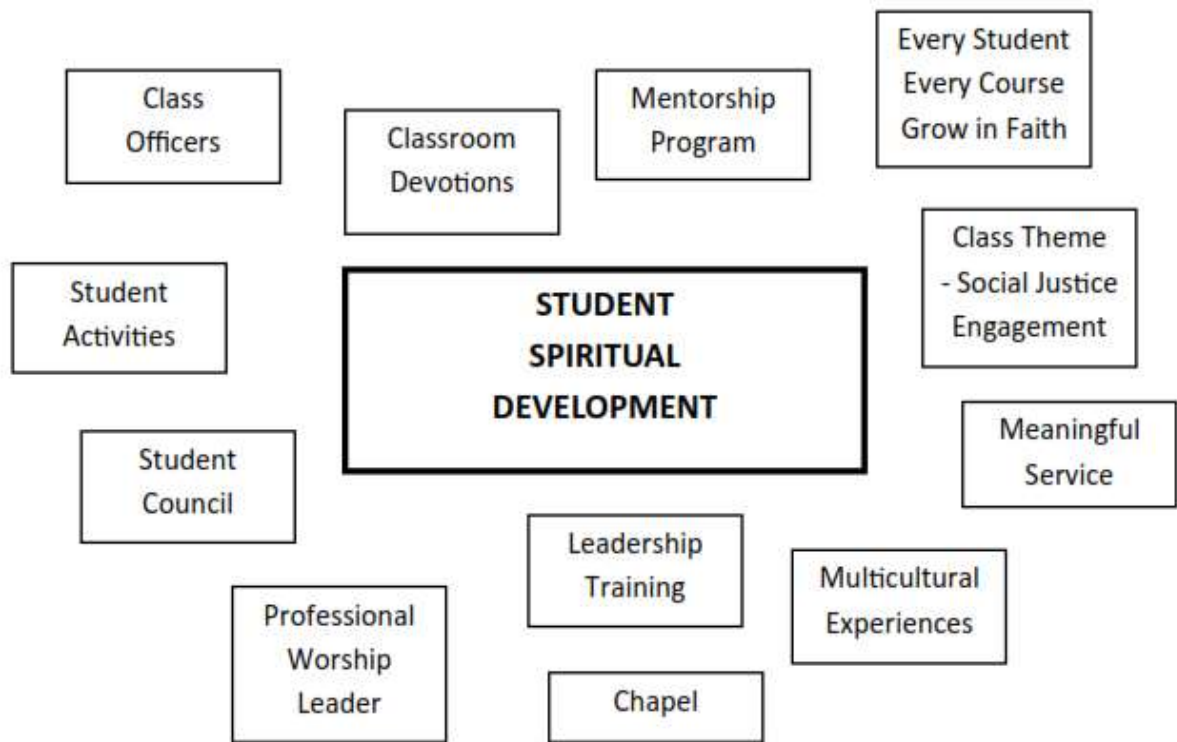 Every Student
Every Course
Grow in Faith
Class
Officers
Mentorship
Program
Classroom
Devotions
Class Theme
- Social Justice
Engagement
Student
Activities
STUDENT
SPIRITUAL
DEVELOPMENT
Meaningful
Service
Student
Council
Leadership
Training
Multicultural
Experiences
Professional
Worship
Leader
Chapel